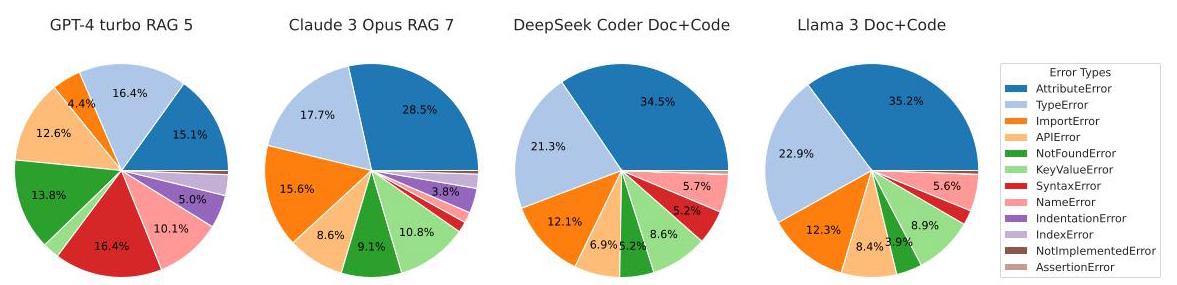 GPT-4 turbo RAG 5
15.1%
16.4%
4.4%
12.6%
13.8%
16.4%
10.1%
5.0%
Claude 3 Opus RAG 7
28.5%
17.7%
15.6%
8.6%
9.1%
10.8%
3.8%
DeepSeek Coder Doc+Code
34.5%
21.3%
12.1%
6.9%
5.2%
8.6%
5.2%
5.7%
Llama 3 Doc+Code
35.2%
22.9%
12.3%
8.4%
3.9%
8.9%
5.6%
Error Types
AttributeError
TypeError
ImportError
APIError
NotFoundError
KeyValueError
SyntaxError
NameError
IndentationError
IndexError
NotImplementedError
AssertionError